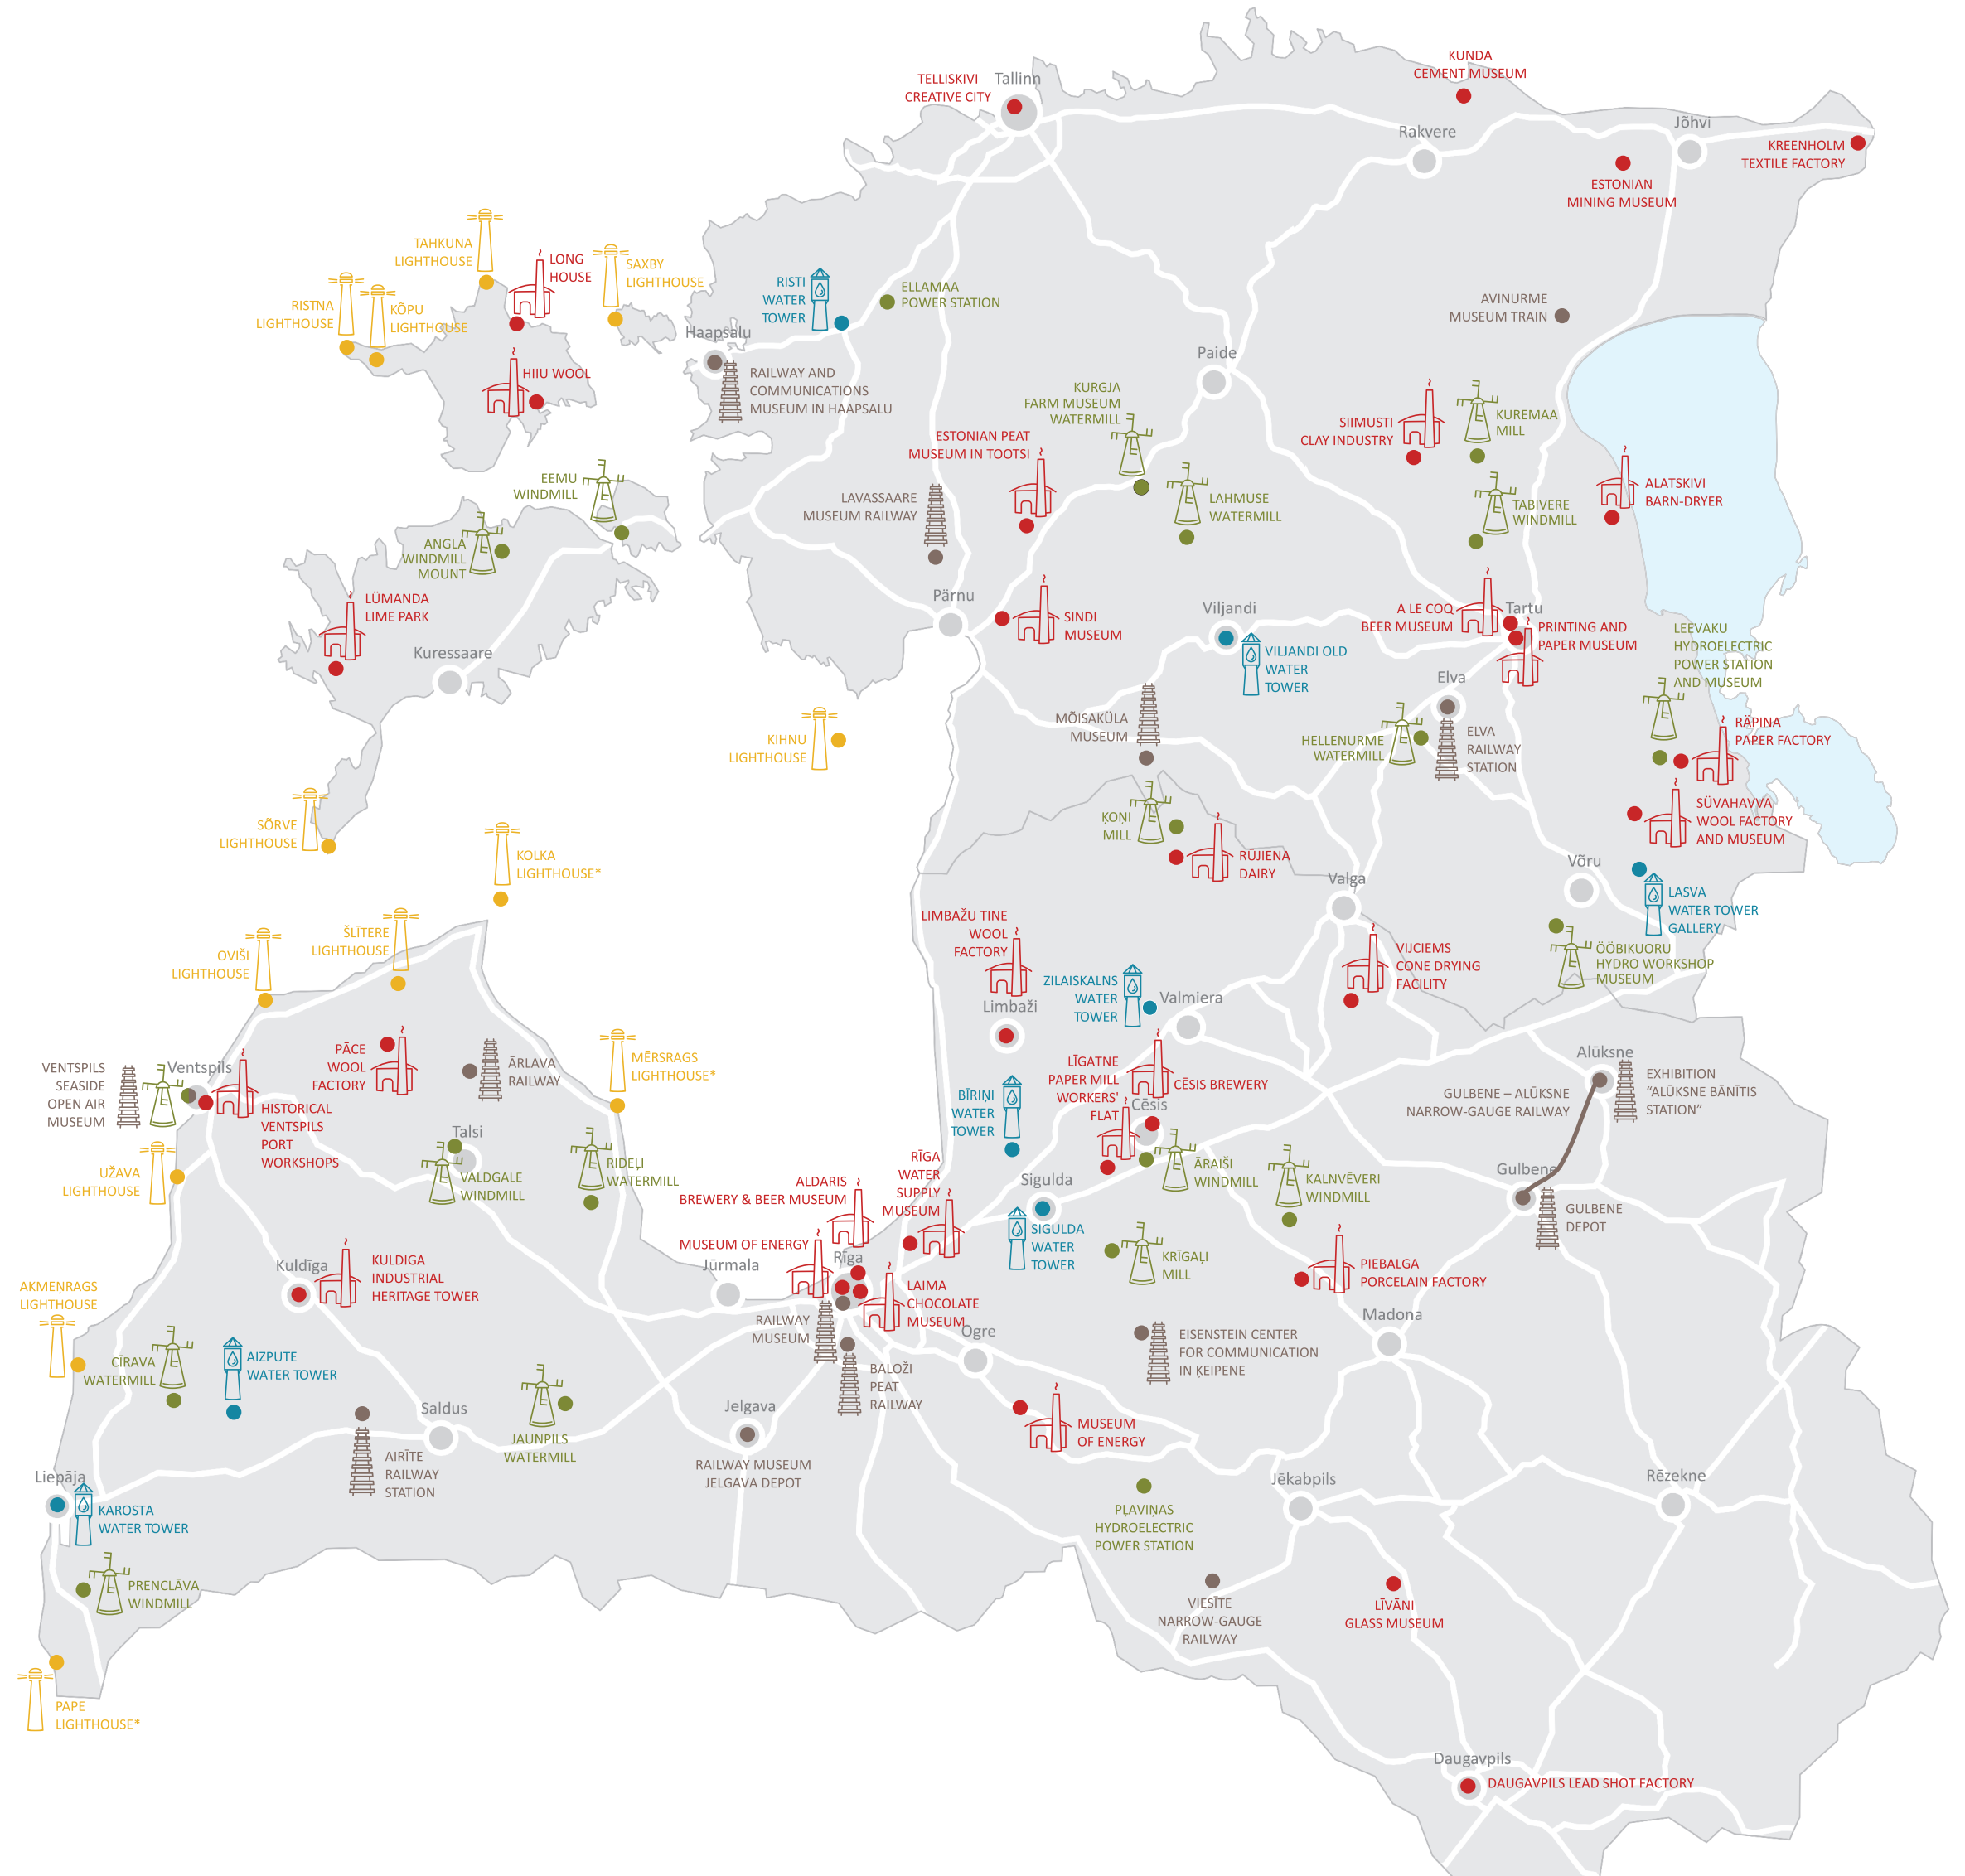 KUNDA
CEMENT MUSEUM
TELLISKIVI
CREATIVE CITY
Tallinn
Rakvere
Jõhvi
KREENHOLM
TEXTILE FACTORY
ESTONIAN
MINING MUSEUM
TAHKUNA
LIGHTHOUSE
LONG
HOUSE
SAXBY
LIGHTHOUSE
RISTNA
LIGHTHOUSE
KÕPU
LIGHTHOUSE
HIIU WOOL
RISTI
WATER
TOWER
ELLAMAA
POWER STATION
Haapsalu
RAILWAY AND
COMMUNICATIONS
MUSEUM IN HAAPSALU
AVINURME
MUSEUM TRAIN
Paide
KURGJA
FARM MUSEUM
WATERMILL
ESTONIAN PEAT
MUSEUM IN TOOTSI
SIIMUSTI
CLAY INDUSTRY
KUREMAA
MILL
EEMU
WINDMILL
LAVASSAARE
MUSEUM RAILWAY
LAHMUSE
WATERMILL
TABIVERE
WINDMILL
ALATSKIVI
BARN-DRYER
ANGLA
WINDMILL
MOUNT
LÜMANDA
LIME PARK
Kuressaare
Pärnu
SINDI
MUSEUM
Viljandi
VILJANDI OLD
WATER
TOWER
A LE COQ
BEER MUSEUM
Tartu
PRINTING AND
PAPER MUSEUM
LEEVAKU
HYDROELECTRIC
POWER STATION
AND MUSEUM
Elva
ELVA
RAILWAY
STATION
HELLENURME
WATERMILL
MÕISAKÜLA
MUSEUM
RÄPINA
PAPER FACTORY
KIHNU
LIGHTHOUSE
SÕRVE
LIGHTHOUSE
KOLKA
LIGHTHOUSE*
ĶOŅI
MILL
RŪJIENA
DAIRY
SÜVAHAVVA
WOOL FACTORY
AND MUSEUM
Võru
Valga
LASVA
WATER TOWER
GALLERY
ÖÖBIKUORU
HYDRO WORKSHOP
MUSEUM
LIMBAŽU TINE
WOOL
FACTORY
Limbaži
ZILAISKALNS
WATER
TOWER
Valmiera
VIJCIEMS
CONE DRYING
FACILITY
ŠLĪTERE
LIGHTHOUSE
OVIŠI
LIGHTHOUSE
VENTSPILS
SEASIDE
OPEN AIR
MUSEUM
Ventspils
HISTORICAL
VENTSPILS
PORT
WORKSHOPS
PĀCE
WOOL
FACTORY
ĀRLAVA
RAILWAY
MĒRSRAGS
LIGHTHOUSE*
LĪGATNE
PAPER MILL
WORKERS'
FLAT
CĒSIS BREWERY
Cēsis
BĪRIŅI
WATER
TOWER
Alūksne
GULBENE – ALŪKSNE
NARROW-GAUGE RAILWAY
EXHIBITION
“ALŪKSNE BĀNĪTIS
STATION”
Talsi
VALDGALE
WINDMILL
RIDEĻI
WATERMILL
UŽAVA
LIGHTHOUSE
ALDARIS
BREWERY & BEER MUSEUM
RĪGA
WATER
SUPPLY
MUSEUM
Sigulda
SIGULDA
WATER
TOWER
ĀRAIŠI
WINDMILL
KALNVĒVERI
WINDMILL
Gulbene
GULBENE
DEPOT
KRĪGAĻI
MILL
PIEBALGA
PORCELAIN FACTORY
MUSEUM OF ENERGY
Rīga
Jūrmala
LAIMA
CHOCOLATE
MUSEUM
RAILWAY
MUSEUM
Kuldīga
KULDIGA
INDUSTRIAL
HERITAGE TOWER
AKMEŅRAGS
LIGHTHOUSE
CĪRAVA
WATERMILL
AIZPUTE
WATER TOWER
Ogre
BALOŽI
PEAT
RAILWAY
EISENSTEIN CENTER
FOR COMMUNICATION
IN ĶEIPENE
Madona
Saldus
AIRĪTE
RAILWAY
STATION
JAUNPILS
WATERMILL
Jelgava
RAILWAY MUSEUM
JELGAVA DEPOT
MUSEUM
OF ENERGY
Liepāja
KAROSTA
WATER TOWER
PĻAVIŅAS
HYDROELECTRIC
POWER STATION
Jēkabpils
Rēzekne
PRENCLĀVA
WINDMILL
VIESĪTE
NARROW-GAUGE
RAILWAY
LĪVĀNI
GLASS MUSEUM
PAPE
LIGHTHOUSE*
Daugavpils
DAUGAVPILS LEAD SHOT FACTORY